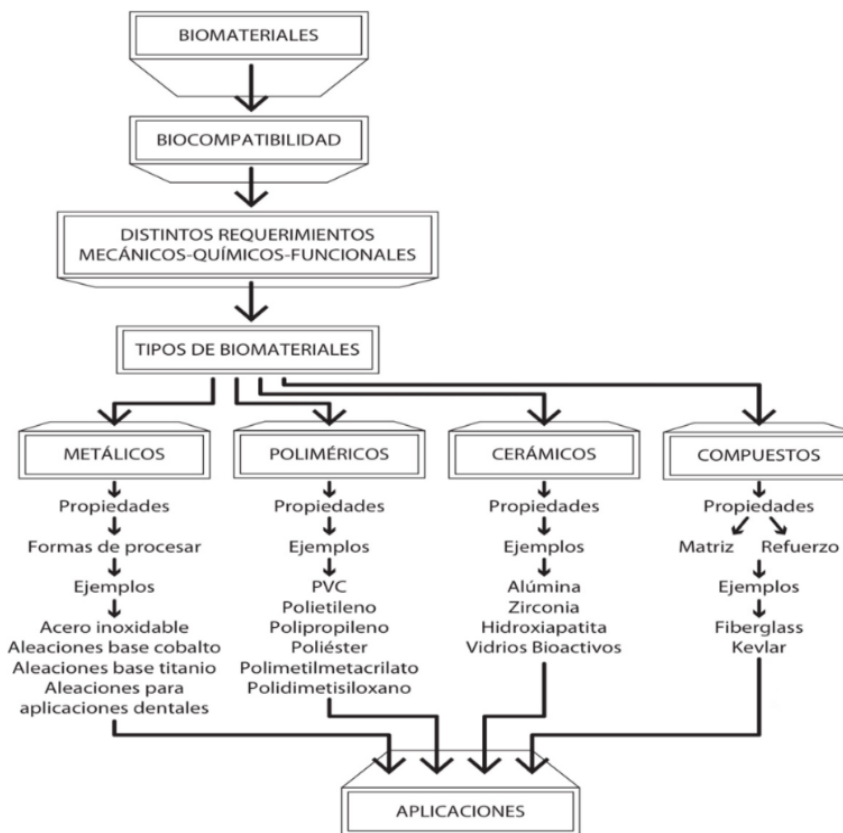 BIOMATERIALES
BIOCOMPATIBILIDAD
DISTINTOS REQUERIMIENTOS
MECÁNICOS-QUÍMICOS-FUNCIONALES
TIPOS DE BIOMATERIALES
METÁLICOS
Propiedades
Formas de procesar
Ejemplos
Acero inoxidable
Aleaciones base cobalto
Aleaciones base titanio
Aleaciones para
aplicaciones dentales
POLIMÉRICOS
Propiedades
Ejemplos
PVC
Polietileno
Polipropileno
Poliéster
Polimetilmetacrilato
Polidimetisiloxano
CERÁMICOS
Propiedades
Ejemplos
Alúmina
Zirconia
Hidroxiapatita
Vidrios Bioactivos
COMPUESTOS
Propiedades
Matriz Refuerzo
Ejemplos
Fiberglass
Kevlar
APLICACIONES